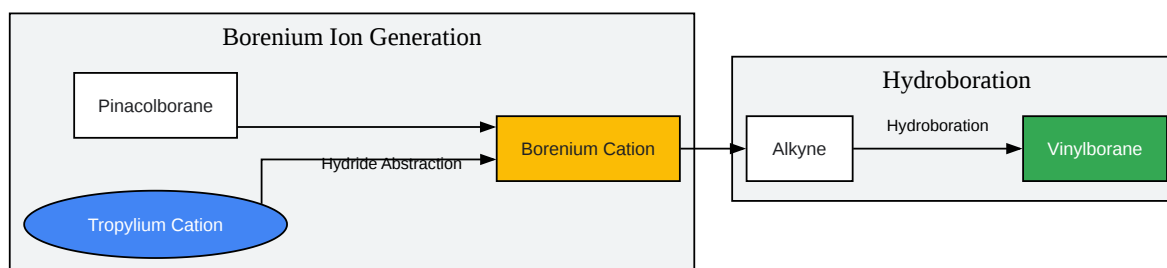 Borenium Ion Generation
Pinacolborane
Hydride Abstraction
Borenium Cation
Tropylium Cation
Hydroboration
Alkyne
Hydroboration
Vinylborane